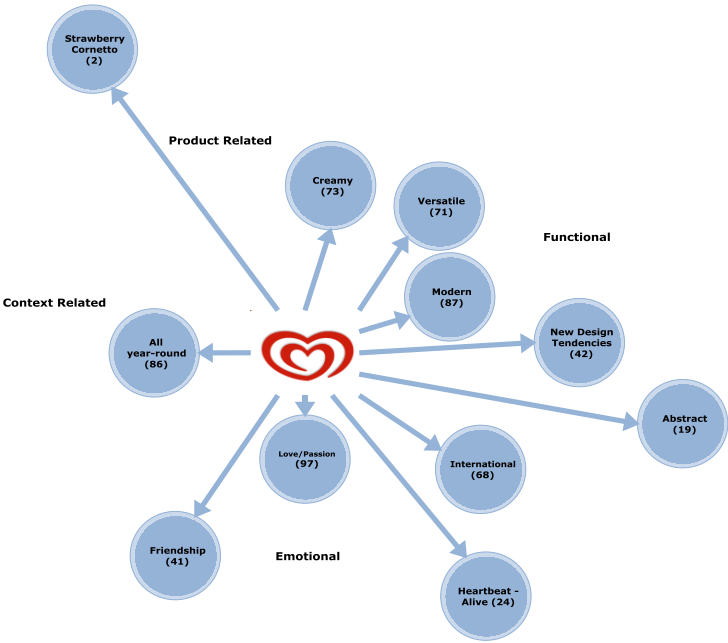 Strawberry
Cornetto
(2)
Product Related
Creamy
(73)
Versatile
(71)
Functional
Modern
(87)
Context Related
All
year-round
(86)
New Design
Tendencies
(42)
Abstract
(19)
Love/Passion
(97)
International
(68)
Friendship
(41)
Emotional
Heartbeat -
Alive (24)